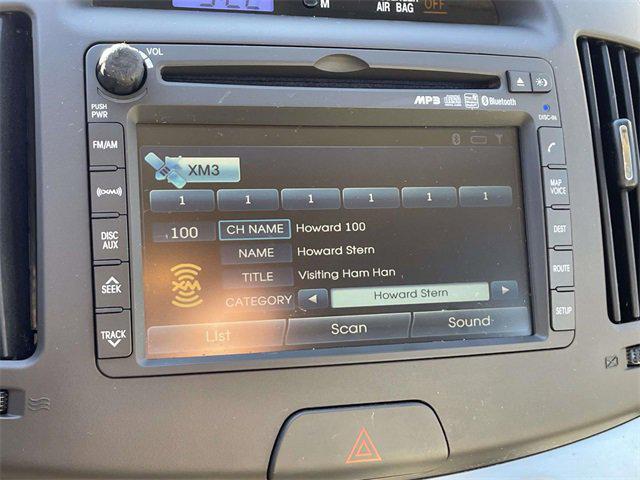 AIR BAG OFF
M
VOL
PUSH PWR
MP3 Bluetooth
DISC-IN
FM/AM
XM
DISC AUX
SEEK
TRACK
XM3
1 1 1 1 1 1
100 CH NAME Howard 100
NAME Howard Stern
TITLE Visiting Ham Han
XM
CATEGORY Howard Stern
List Scan Sound
MAP VOICE
DEST
ROUTE
SETUP